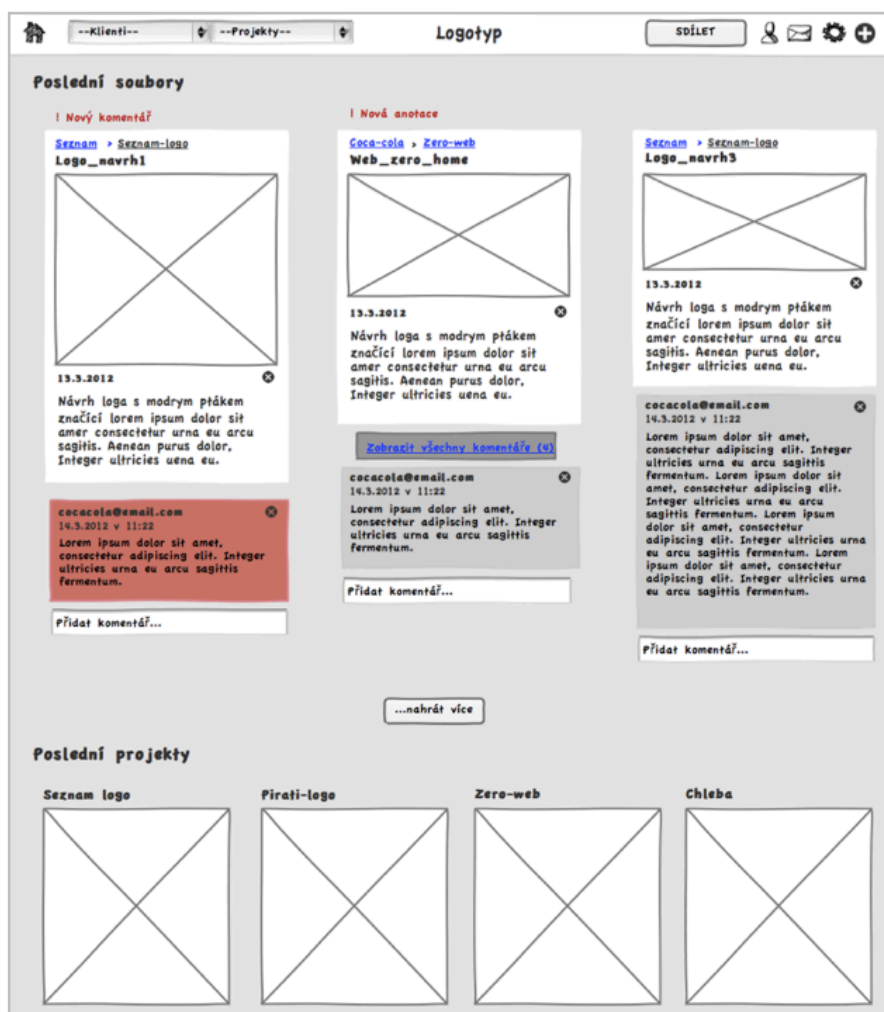 --Klienti-- --Projekty-- Logotyp SDÍLET
Poslední soubory
! Nový komentář
Seznam > Seznam-logo
Logo_navrh1
13.3.2012
Návrh loga s modrym ptákem
značící lorem ipsum dolor sit
amer consectetur urna eu arcu
sagitis. Aenean purus dolor,
Integer ultricies uena eu.
cocacola@email.com
14.3.2012 v 11:22
Lorem ipsum dolor sit amet,
consectetur adipiscing elit. Integer
ultricies urna eu arcu sagittis
fermentum.
Přidat komentář...
! Nová anotace
Coca-cola > Zero-web
Web_zero_home
13.3.2012
Návrh loga s modrym ptákem
značící lorem ipsum dolor sit
amer consectetur urna eu arcu
sagitis. Aenean purus dolor,
Integer ultricies uena eu.
Zobrazit všechny komentáře (4)
cocacola@email.com
14.3.2012 v 11:22
Lorem ipsum dolor sit amet,
consectetur adipiscing elit. Integer
ultricies urna eu arcu sagittis
fermentum.
Přidat komentář...
Seznam > Seznam-logo
Logo_navrh3
13.3.2012
Návrh loga s modrym ptákem
značící lorem ipsum dolor sit
amer consectetur urna eu arcu
sagitis. Aenean purus dolor,
Integer ultricies uena eu.
cocacola@email.com
14.3.2012 v 11:22
Lorem ipsum dolor sit amet,
consectetur adipiscing elit. Integer
ultricies urna eu arcu sagittis
fermentum. Lorem ipsum dolor sit
amet, consectetur adipiscing elit.
Integer ultricies urna eu arcu
sagittis fermentum. Lorem ipsum
dolor sit amet, consectetur
adipiscing elit. Integer ultricies urna
eu arcu sagittis fermentum. Lorem
ipsum dolor sit amet, consectetur
adipiscing elit. Integer ultricies urna
eu arcu sagittis fermentum.
Přidat komentář...
...nahrát více
Poslední projekty
Seznam logo
Pirati-logo
Zero-web
Chleba